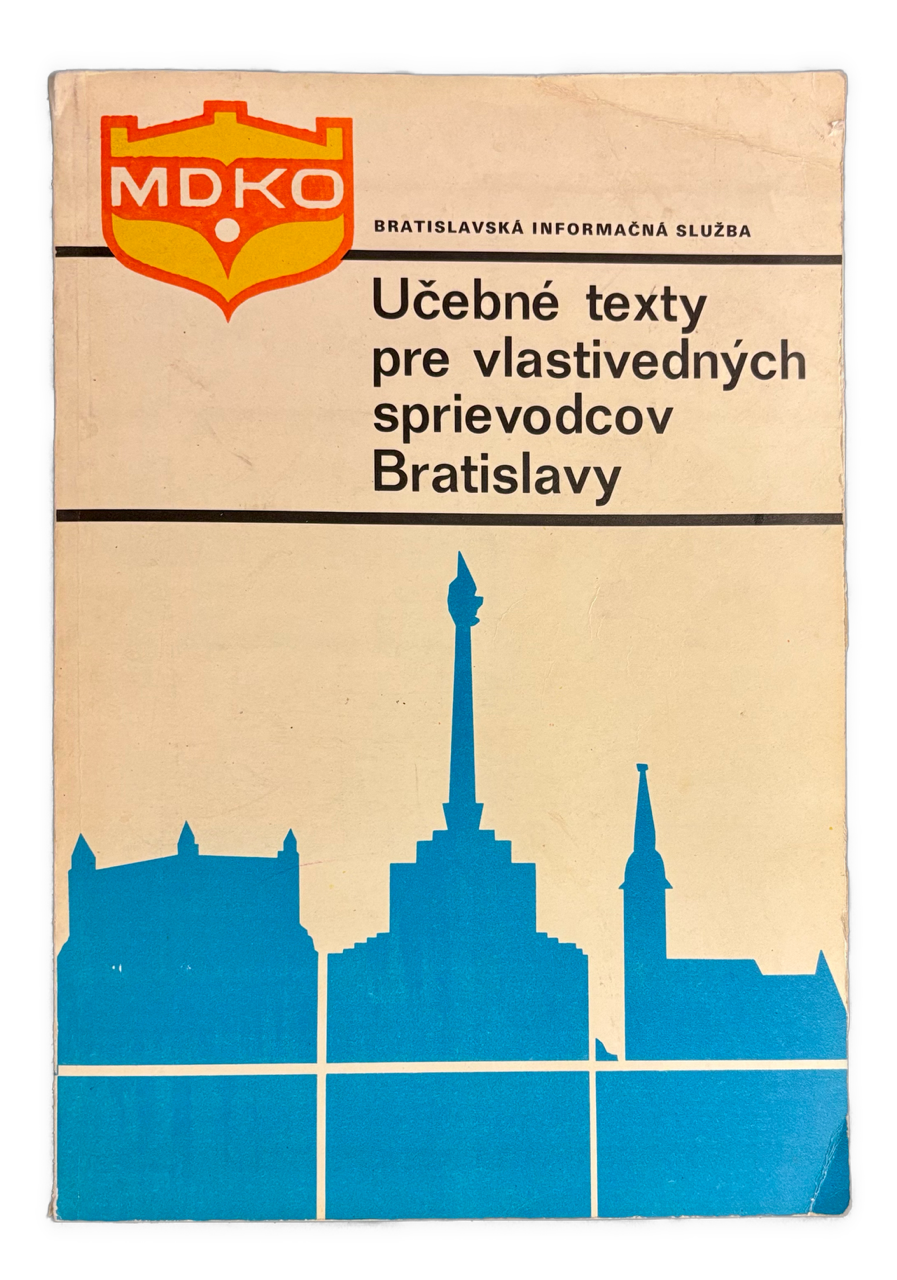 MDKO
BRATISLAVSKÁ INFORMAČNÁ SLUŽBA
Učebné texty
pre vlastivedných
sprievodcov
Bratislavy